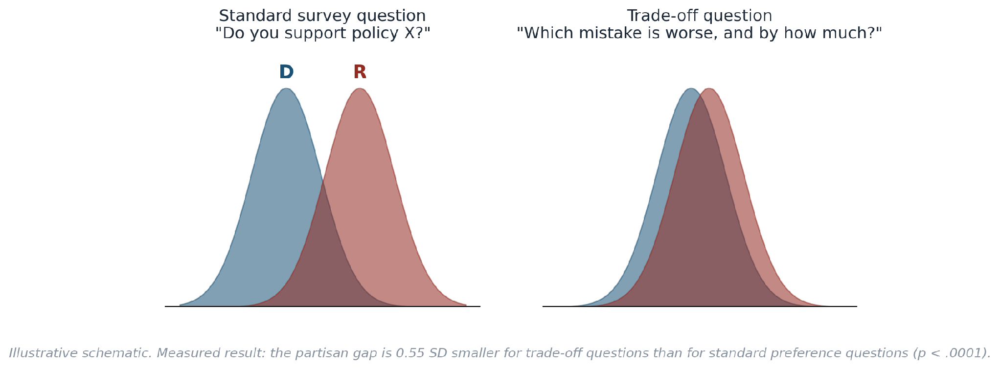 Standard survey question
"Do you support policy X?"
D
R
Trade-off question
"Which mistake is worse, and by how much?"
Illustrative schematic. Measured result: the partisan gap is 0.55 SD smaller for trade-off questions than for standard preference questions (p < .0001).